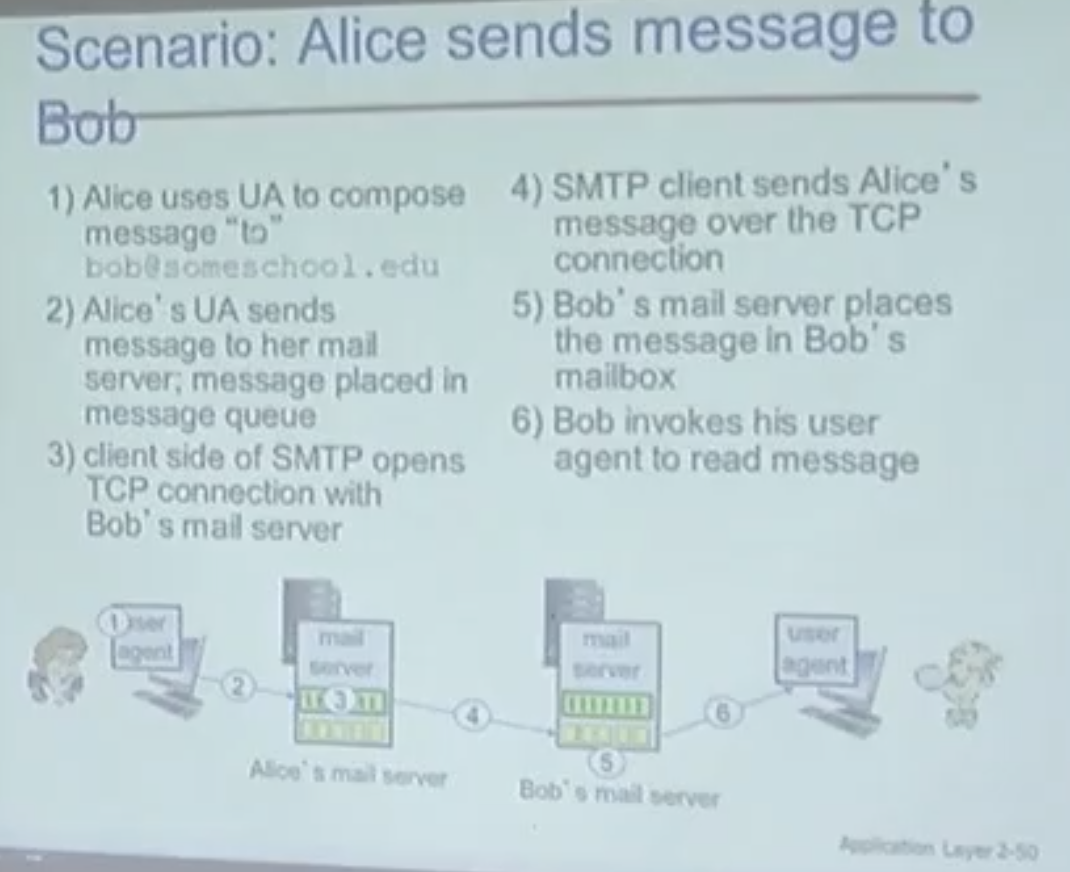 Scenario: Alice sends message to
Bob
1) Alice uses UA to compose
message “to”
bob@someschool.edu
2) Alice’s UA sends
message to her mail
server; message placed in
message queue
3) client side of SMTP opens
TCP connection with
Bob’s mail server
4) SMTP client sends Alice’s
message over the TCP
connection
5) Bob’s mail server places
the message in Bob’s
mailbox
6) Bob invokes his user
agent to read message
1 user
agent
2
mail
server
3
4
mail
server
5
6
user
agent
Alice’s mail server
Bob’s mail server
Application Layer 2-50